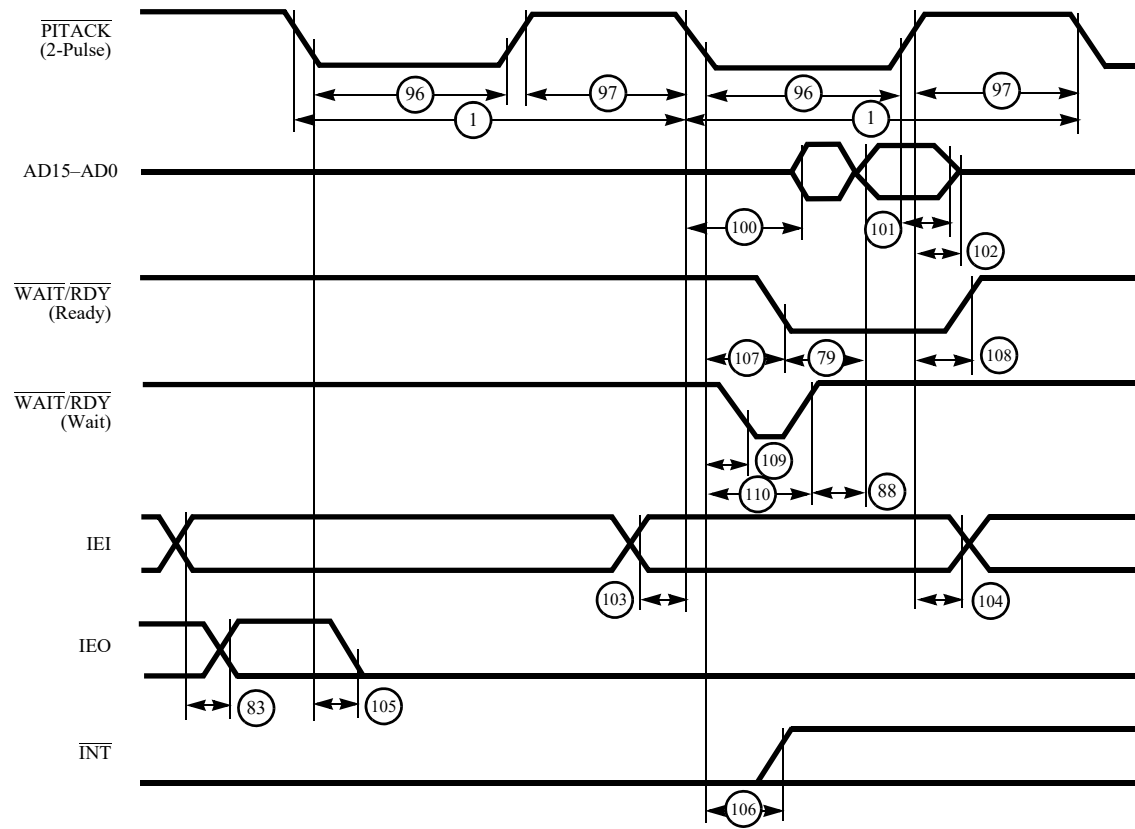 PITACK
(2-Pulse)
96
97
96
97
1
1
AD15–AD0
100
101
102
WAIT/RDY
(Ready)
107
79
108
WAIT/RDY
(Wait)
109
110
88
IEI
103
104
IEO
83
105
INT
106